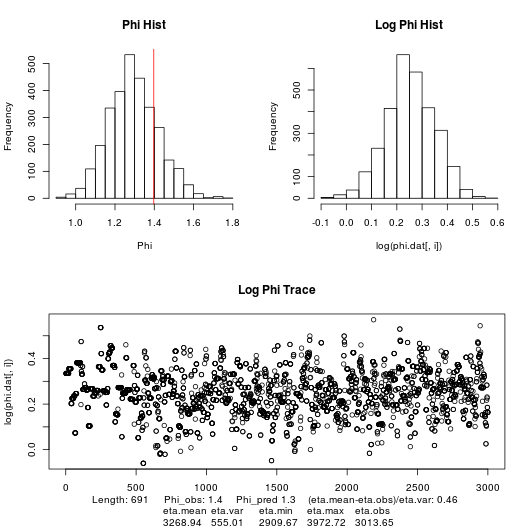 Phi Hist
Log Phi Hist
Frequency
0 100 200 300 400 500
1.0 1.2 1.4 1.6 1.8
Phi
Frequency
0 100 300 500
-0.1 0.0 0.1 0.2 0.3 0.4 0.5 0.6
log(phi.dat[, i])
Log Phi Trace
log(phi.dat[, i])
0.0 0.2 0.4
0 500 1000 1500 2000 2500 3000
Length: 691 Phi_obs: 1.4 Phi_pred 1.3 (eta.mean-eta.obs)/eta.var: 0.46
eta.mean eta.var eta.min eta.max eta.obs
3268.94 555.01 2909.67 3972.72 3013.65